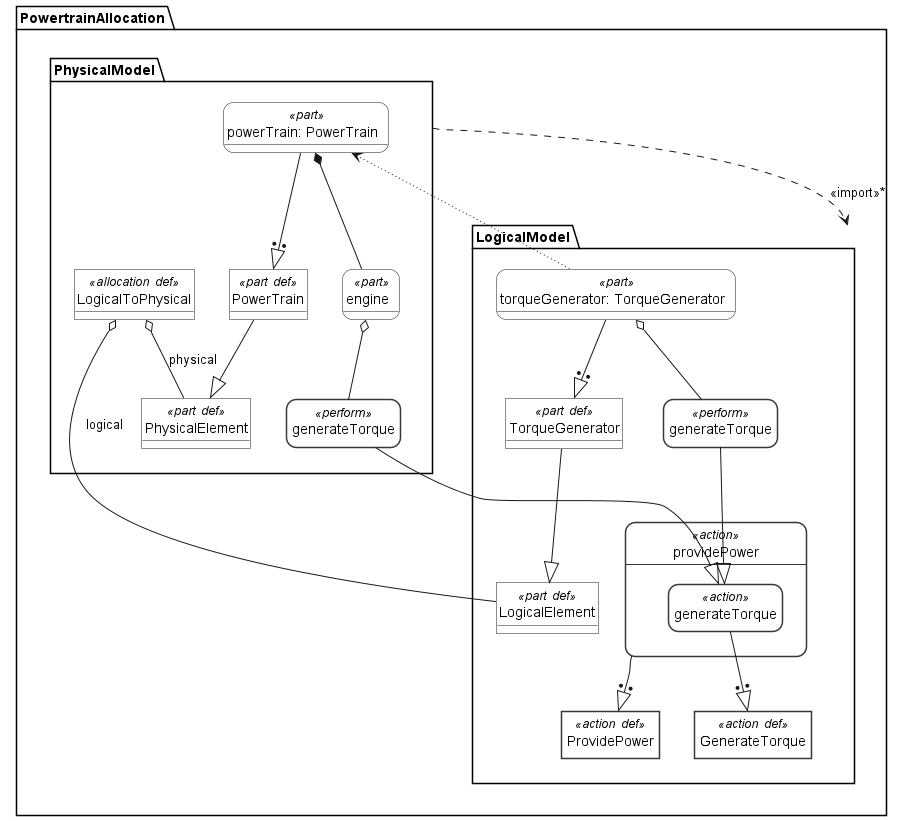 PowertrainAllocation
PhysicalModel
«part»
powerTrain: PowerTrain
«import»*
LogicalModel
«allocation def»
LogicalToPhysical
«part def»
PowerTrain
«part»
engine
«part»
torqueGenerator: TorqueGenerator
physical
logical
«part def»
PhysicalElement
«perform»
generateTorque
«part def»
TorqueGenerator
«perform»
generateTorque
«action»
providePower
«part def»
LogicalElement
«action»
generateTorque
«action def»
ProvidePower
«action def»
GenerateTorque